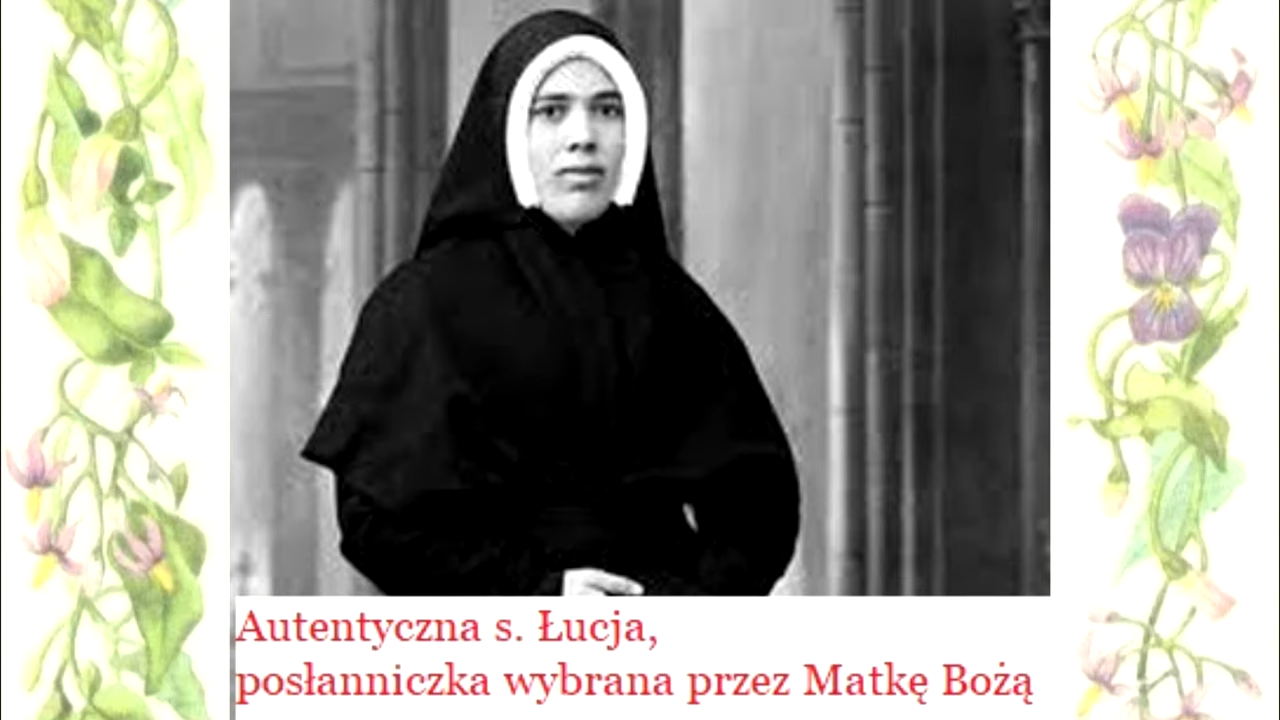 Autentyczna s. Łucja,
posłanniczka wybrana przez Matkę Bożą